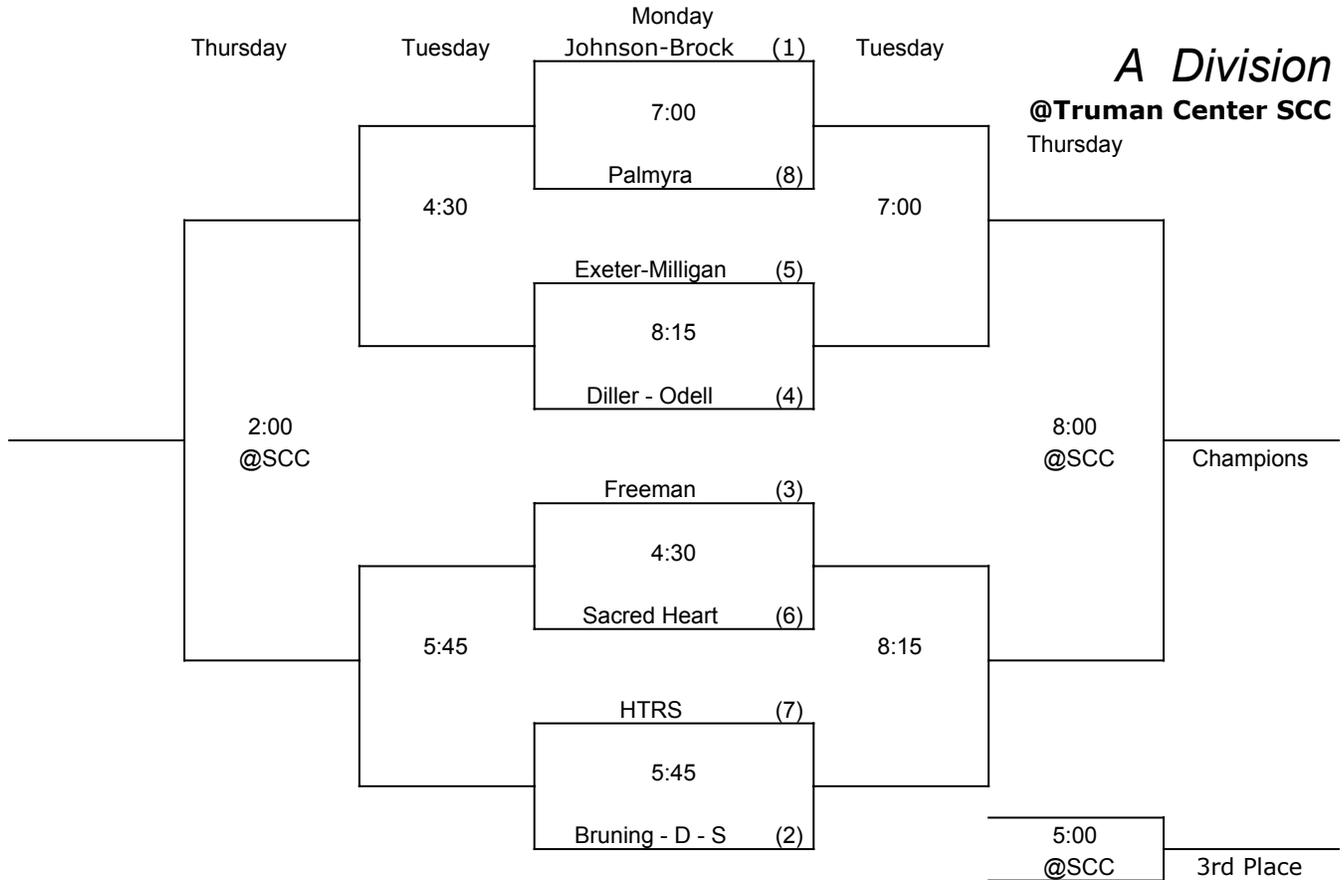 Monday
Thursday Tuesday Johnson-Brock (1) Tuesday
A Division
@Truman Center SCC
Thursday
7:00
Palmyra (8)
4:30 7:00
Exeter-Milligan (5)
8:15
Diller - Odell (4)
2:00 8:00
@SCC @SCC Champions
Freeman (3)
4:30
Sacred Heart (6)
5:45 8:15
HTRS (7)
5:45
Bruning - D - S (2) 5:00
@SCC 3rd Place